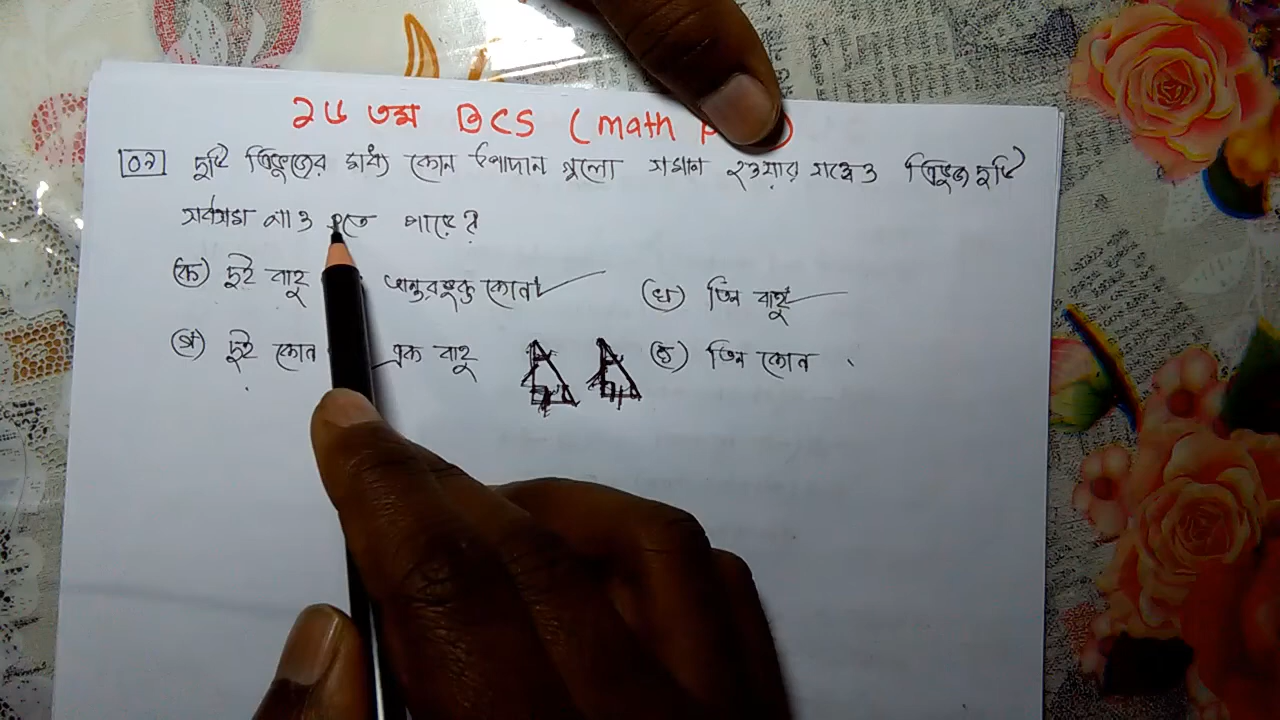 ২৬ তম BCS (Math
০২ দুটি ত্রিভুজের মধ্যে কোন উপাদান গুলো সমান হওয়ার সত্ত্বেও ত্রিভুজ দুটি
সর্বসম নাও হতে পারে?
(ক) দুই বাহু অন্তর্ভুক্ত কোন (খ) তিন বাহু
(গ) দুই কোন এক বাহু (ঘ) তিন কোন